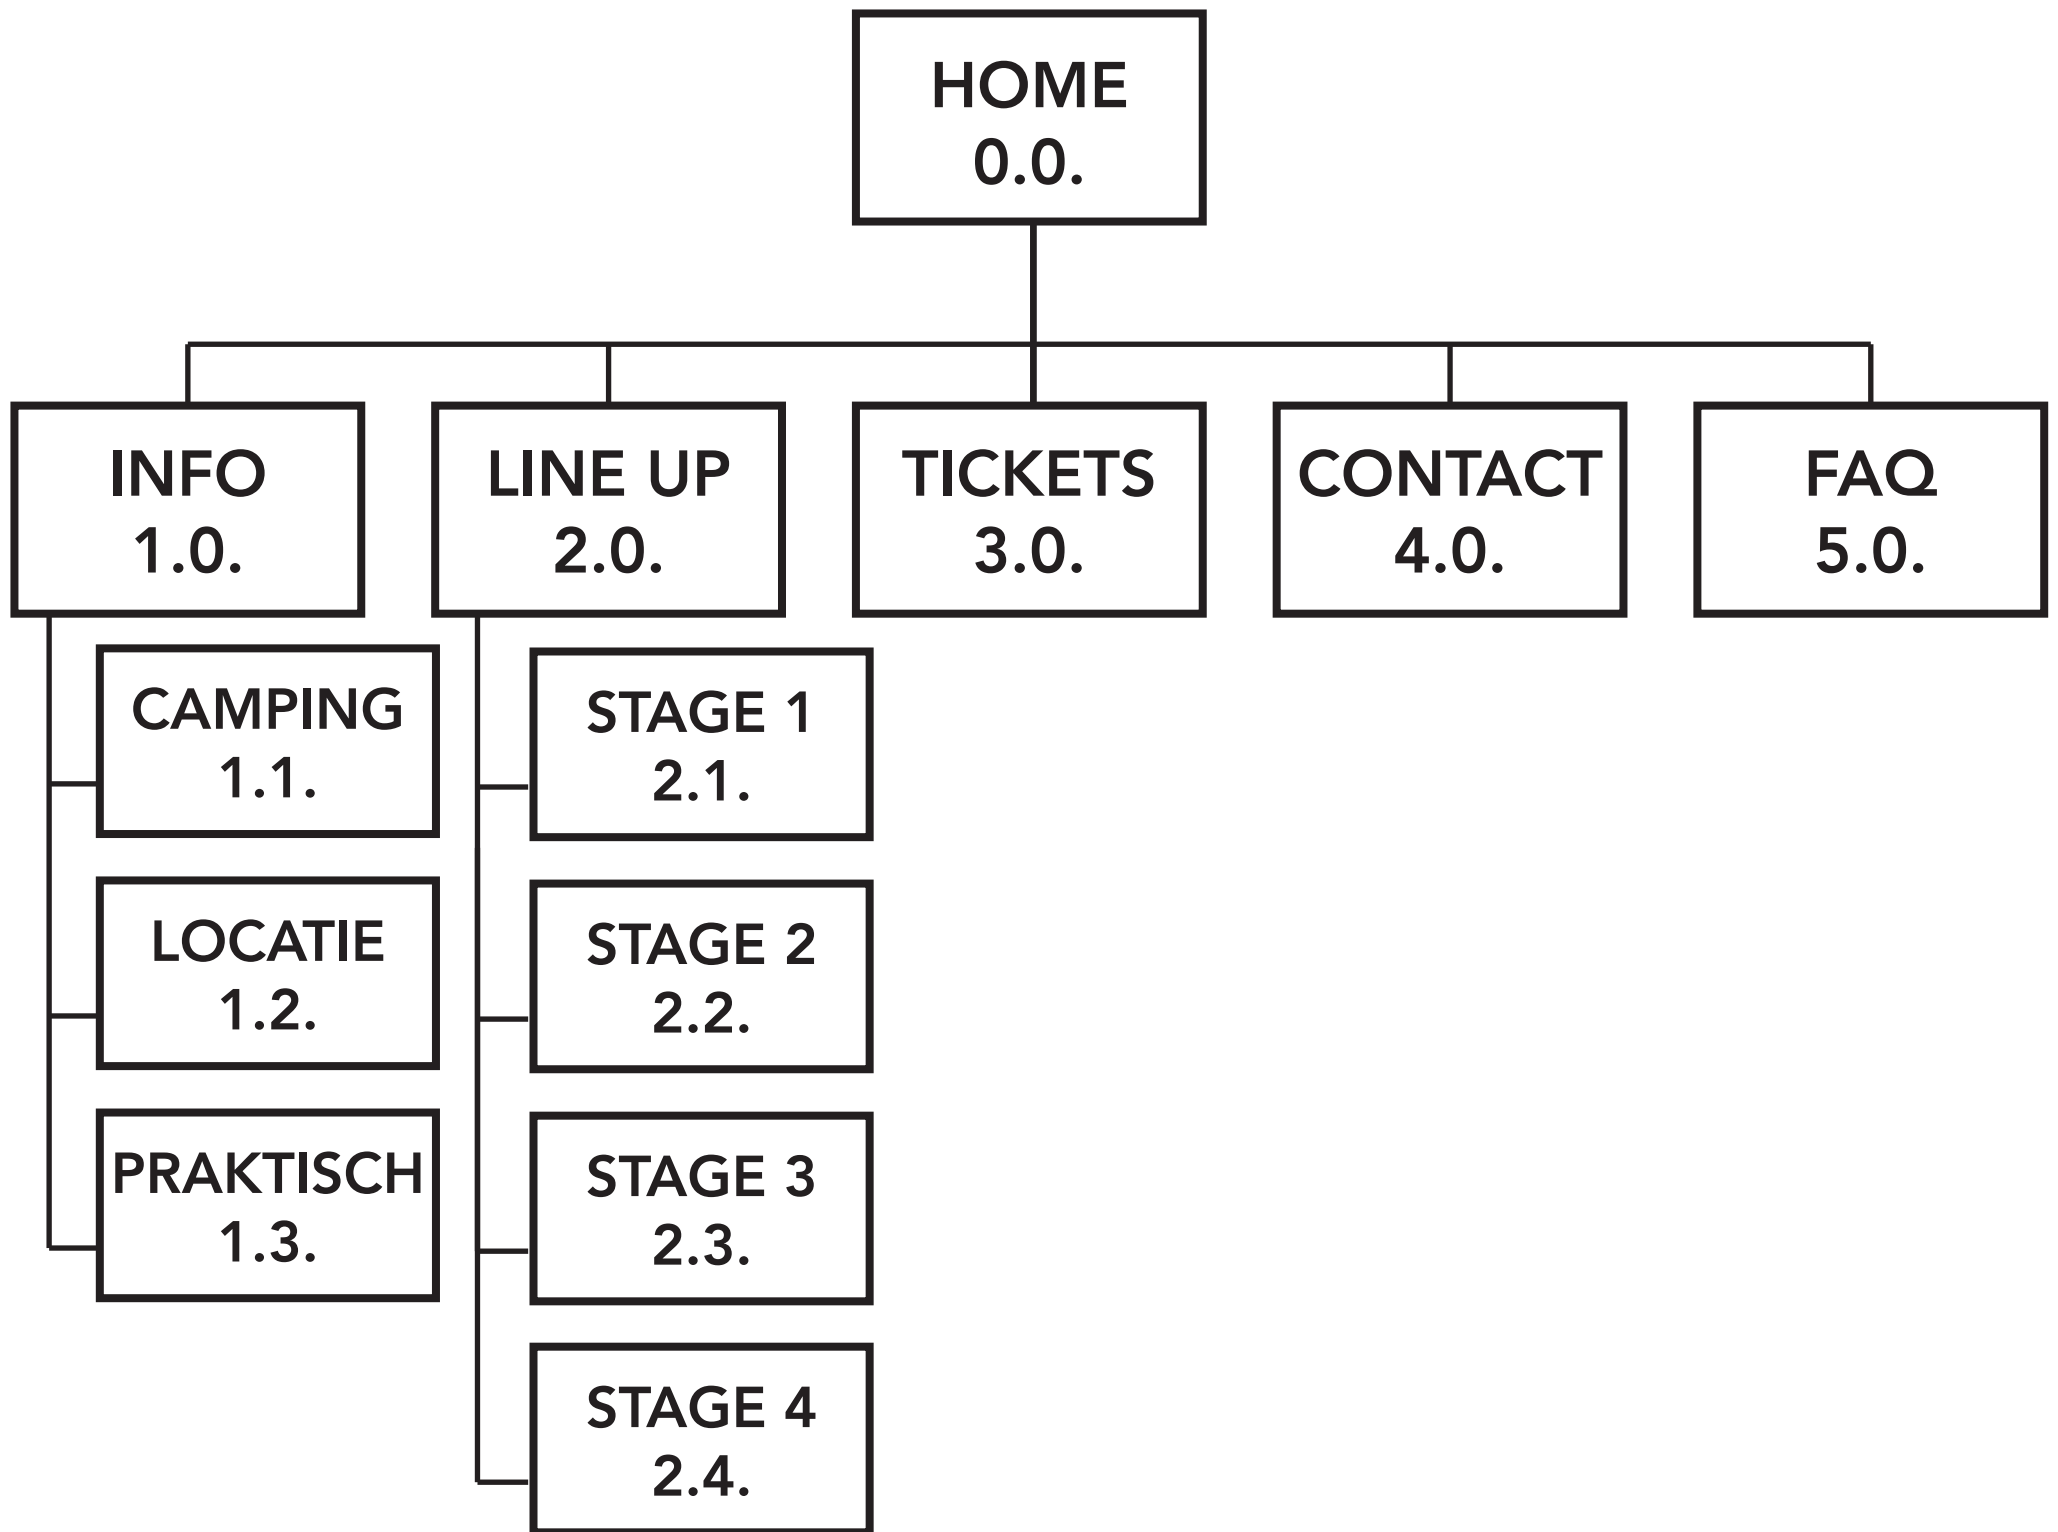 HOME
0.0.
INFO
1.0.
LINE UP
2.0.
TICKETS
3.0.
CONTACT
4.0.
FAQ
5.0.
CAMPING
1.1.
LOCATIE
1.2.
PRAKTISCH
1.3.
STAGE 1
2.1.
STAGE 2
2.2.
STAGE 3
2.3.
STAGE 4
2.4.